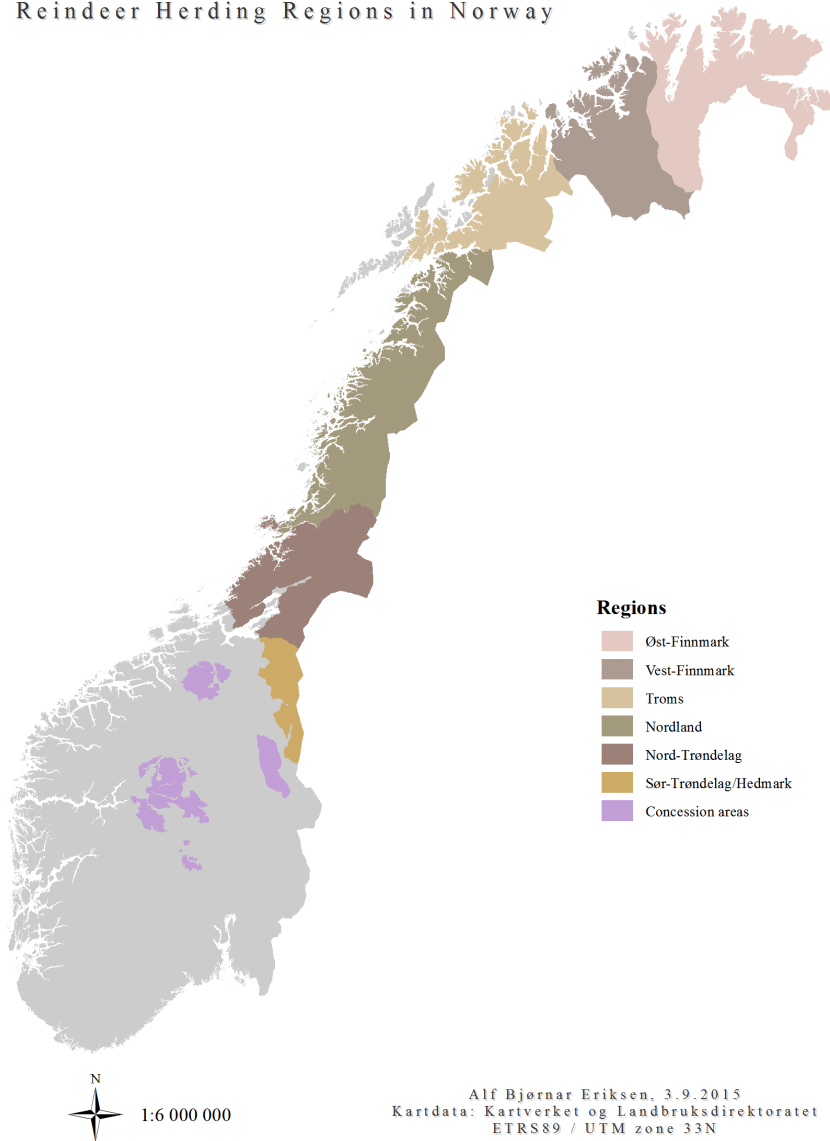 Reindeer Herding Regions in Norway
Regions
Øst-Finnmark
Vest-Finnmark
Troms
Nordland
Nord-Trøndelag
Sør-Trøndelag/Hedmark
Concession areas
N
1:6 000 000
Alf Bjørnar Eriksen, 3.9.2015
Kartdata: Kartverket og Landbruksdirektoratet
ETRS89 / UTM zone 33N